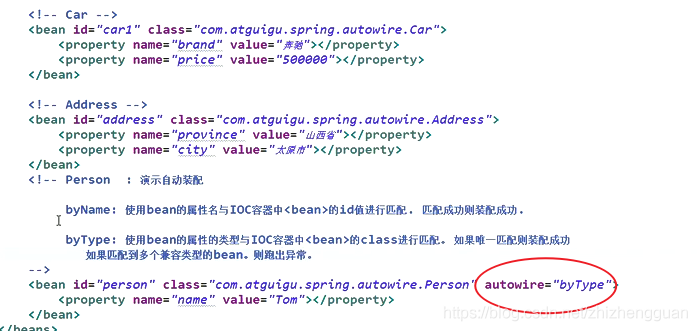 <!-- Car -->
<bean id="car1" class="com.atguigu.spring.autowire.Car">
<property name="brand" value="奔驰"></property>
<property name="price" value="500000"></property>
</bean>
<!-- Address -->
<bean id="address" class="com.atguigu.spring.autowire.Address">
<property name="province" value="山西省"></property>
<property name="city" value="太原市"></property>
</bean>
<!-- Person : 演示自动装配
byName: 使用bean的属性名与IOC容器中<bean>的id值进行匹配. 匹配成功则装配成功.
byType: 使用bean的属性的类型与IOC容器中<bean>的class进行匹配。如果唯一匹配则装配成功
如果匹配到多个兼容类型的bean。则跑出异常。
-->
<bean id="person" class="com.atguigu.spring.autowire.Person" autowire="byType">
<property name="name" value="Tom"></property>
</bean>
</beans>
https://blog.csdn.net/zhizhengguan